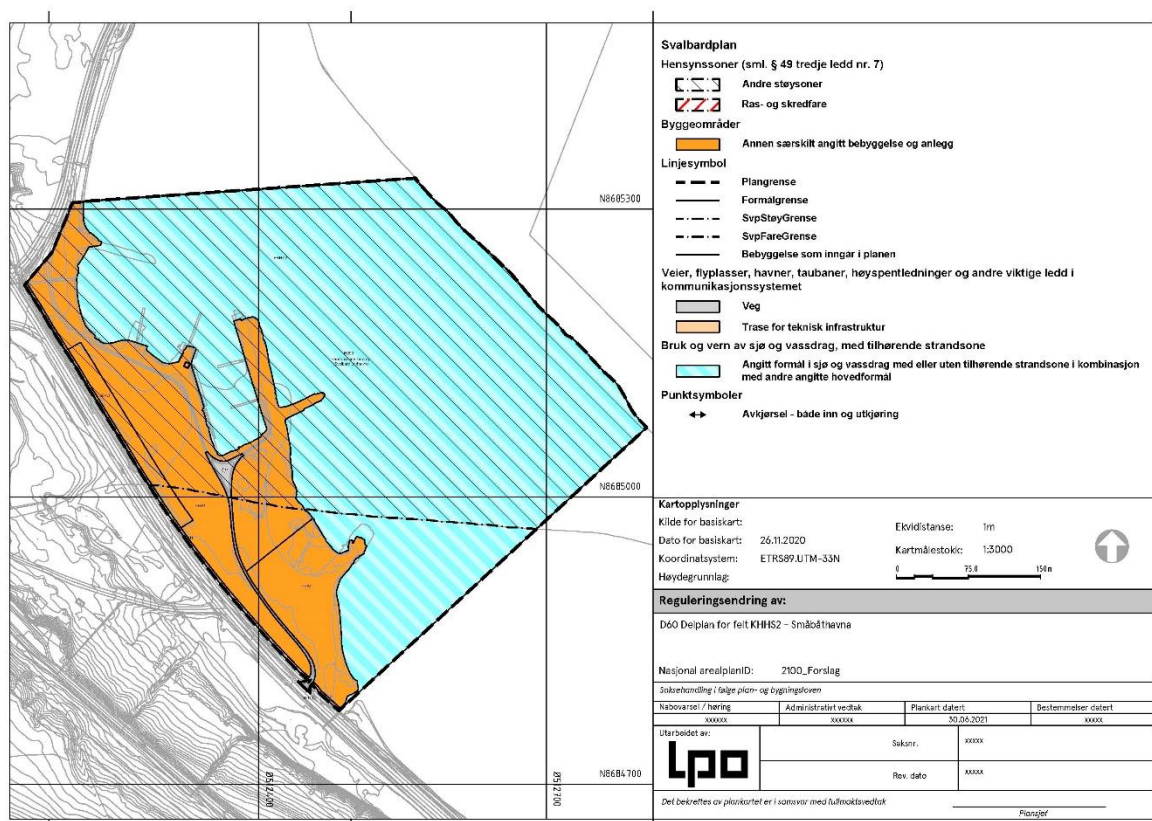 N8685300
N8685000
N8684700
Ø512400
Ø512700
Svalbardplan
Hensynssoner (sml. § 49 tredje ledd nr. 7)
Andre støysoner
Ras- og skredfare
Byggeområder
Annen særskilt angitt bebyggelse og anlegg
Linjesymbol
Plangrense
Formålgrense
SvpStøyGrense
SvpFareGrense
Bebyggelse som inngår i planen
Veier, flyplasser, havner, taubaner, høyspentledninger og andre viktige ledd i
kommunikasjonssystemet
Veg
Trase for teknisk infrastruktur
Bruk og vern av sjø og vassdrag, med tilhørende strandsone
Angitt formål i sjø og vassdrag med eller uten tilhørende strandsone i kombinasjon
med andre angitte hovedformål
Punktsymboler
Avkjørsel - både inn og utkjøring
Kartopplysninger
Kilde for basiskart:
Dato for basiskart: 26.11.2020
Koordinatsystem: ETRS89.UTM-33N
Høydegrunnlag:
Ekvidistanse: 1m
Kartmålestokk: 1:3000
0 75.0 150m
Reguleringsendring av:
D60 Delplan for felt KHHS2 - Småbåthavna
Nasjonal arealplanID: 2100_Forslag
Saksehandling i følge plan- og bygningsloven
Nabovarsel / høring Administrativt vedtak Plankart datert Bestemmelser datert
xxxxxx xxxxxx 30.06.2021 xxxxx
Utarbeidet av:
lpo
Saksnr. xxxxx
Rev. dato xxxxx
Det bekreftes av plankartet er i samsvar med fullmaktsvedtak
Plansjef